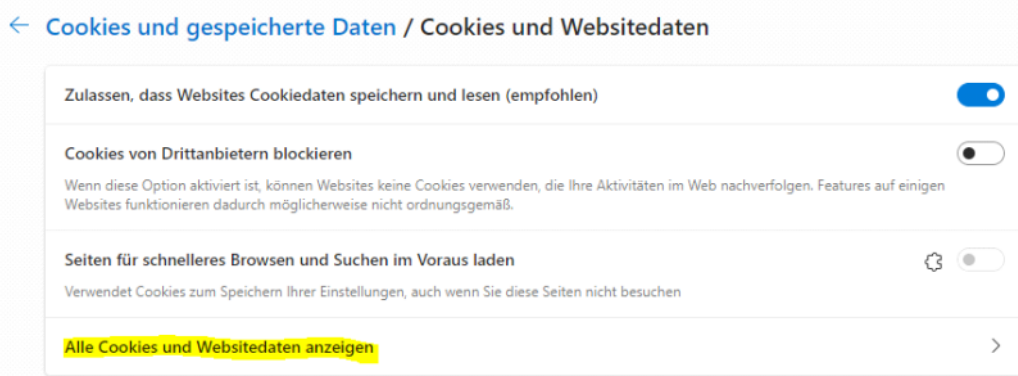 Cookies und gespeicherte Daten / Cookies und Websitedaten
Zulassen, dass Websites Cookiedaten speichern und lesen (empfohlen)
Cookies von Drittanbietern blockieren
Wenn diese Option aktiviert ist, können Websites keine Cookies verwenden, die Ihre Aktivitäten im Web nachverfolgen. Features auf einigen
Websites funktionieren dadurch möglicherweise nicht ordnungsgemäß.
Seiten für schnelleres Browsen und Suchen im Voraus laden
Verwendet Cookies zum Speichern Ihrer Einstellungen, auch wenn Sie diese Seiten nicht besuchen
Alle Cookies und Websitedaten anzeigen